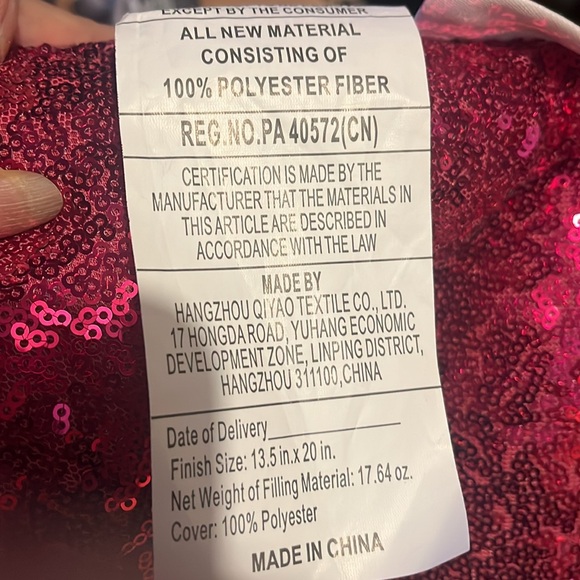 EXCEPT BY THE CONSUMER
ALL NEW MATERIAL
CONSISTING OF
100% POLYESTER FIBER
REG.NO.PA 40572(CN)
CERTIFICATION IS MADE BY THE
MANUFACTURER THAT THE MATERIALS IN
THIS ARTICLE ARE DESCRIBED IN
ACCORDANCE WITH THE LAW
MADE BY
HANGZHOU QIYAO TEXTILE CO., LTD.
17 HONGDA ROAD, YUHANG ECONOMIC
DEVELOPMENT ZONE, LINPING DISTRICT,
HANGZHOU 311100,CHINA
Date of Delivery
Finish Size: 13.5 in.x 20 in.
Net Weight of Filling Material: 17.64 oz.
Cover: 100% Polyester
MADE IN CHINA